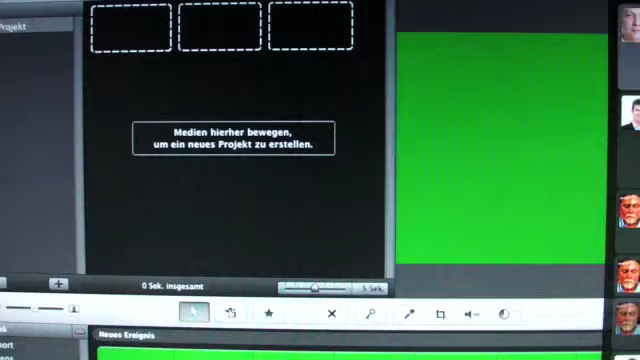 Projekt
Medien hierher bewegen,
um ein neues Projekt zu erstellen.
0 Sek. insgesamt
5 Sek.
Neues Ereignis